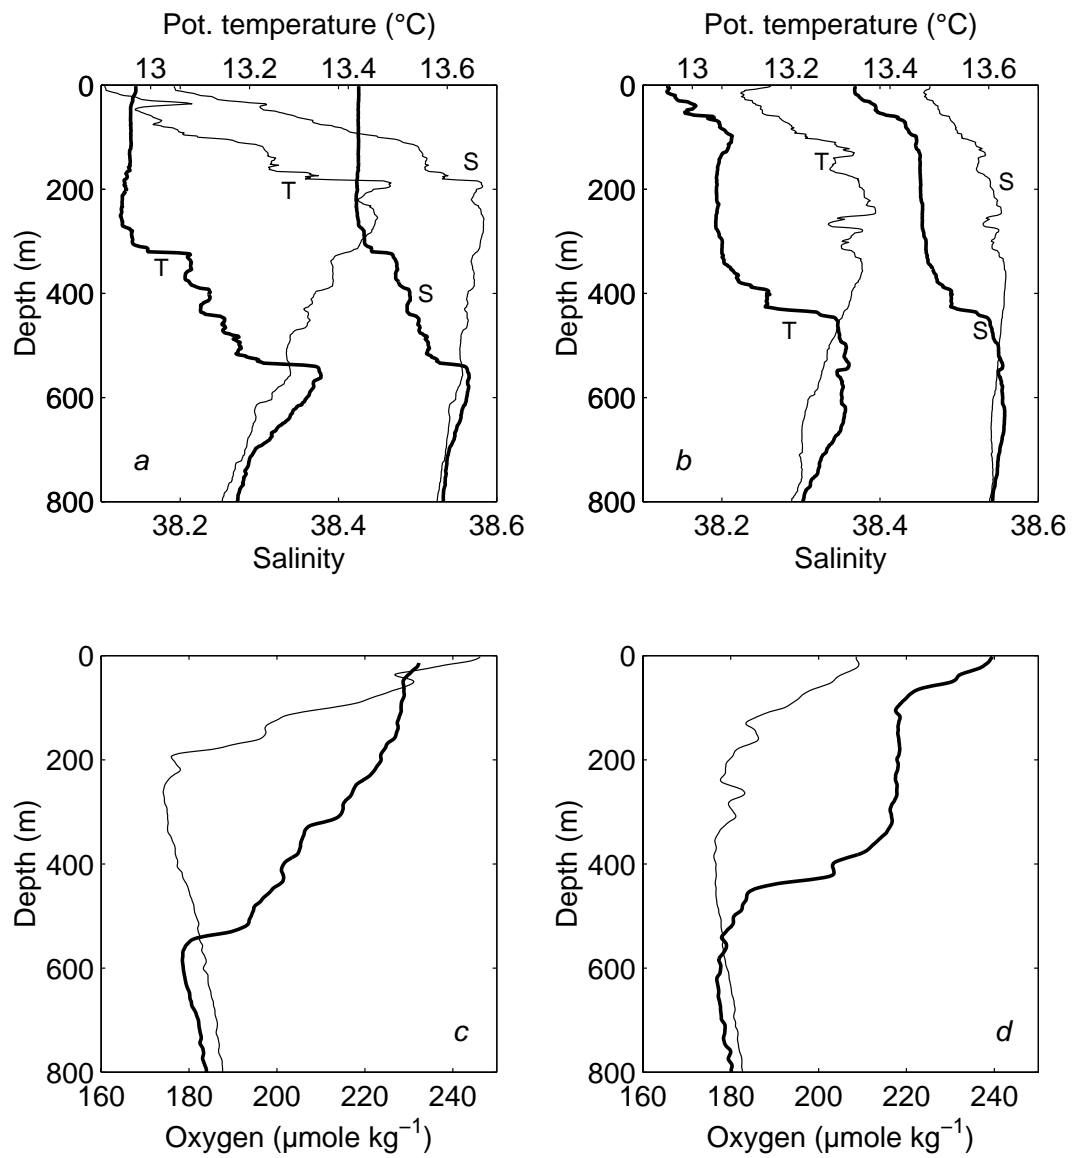 Pot. temperature (°C)
13 13.2 13.4 13.6
0
200
400
600
800
Depth (m)
T
S
T
S
a
38.2 38.4 38.6
Salinity
Pot. temperature (°C)
13 13.2 13.4 13.6
0
200
400
600
800
Depth (m)
T
S
T
S
b
38.2 38.4 38.6
Salinity
0
200
400
600
800
Depth (m)
c
160 180 200 220 240
Oxygen (µmole kg⁻¹)
0
200
400
600
800
Depth (m)
d
160 180 200 220 240
Oxygen (µmole kg⁻¹)